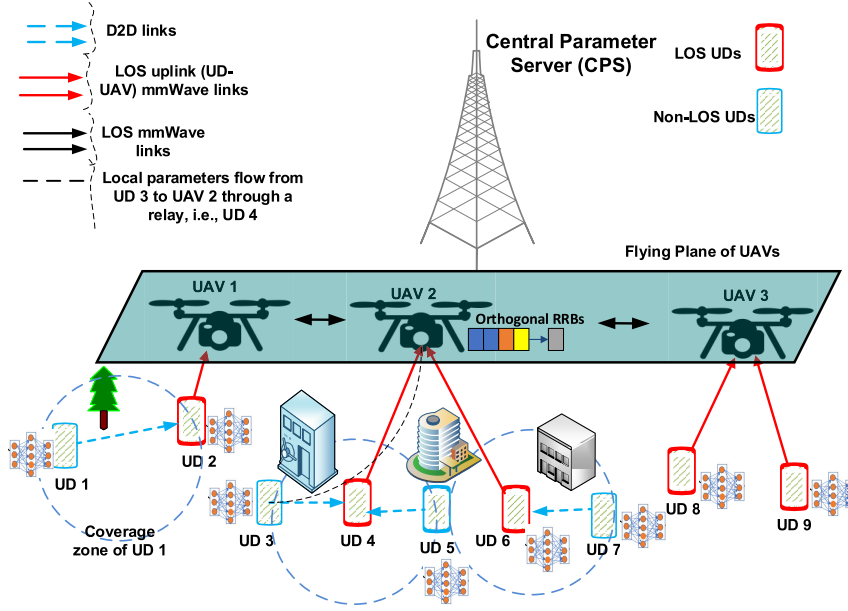 D2D links
LOS uplink (UD-
UAV) mmWave links
LOS mmWave
links
Local parameters flow from
UD 3 to UAV 2 through a
relay, i.e., UD 4
Central Parameter
Server (CPS)
LOS UDs
Non-LOS UDs
Flying Plane of UAVs
UAV 1
UAV 2
UAV 3
Orthogonal RRBs
UD 1
UD 2
UD 3
UD 4
UD 5
UD 6
UD 7
UD 8
UD 9
Coverage
zone of UD 1